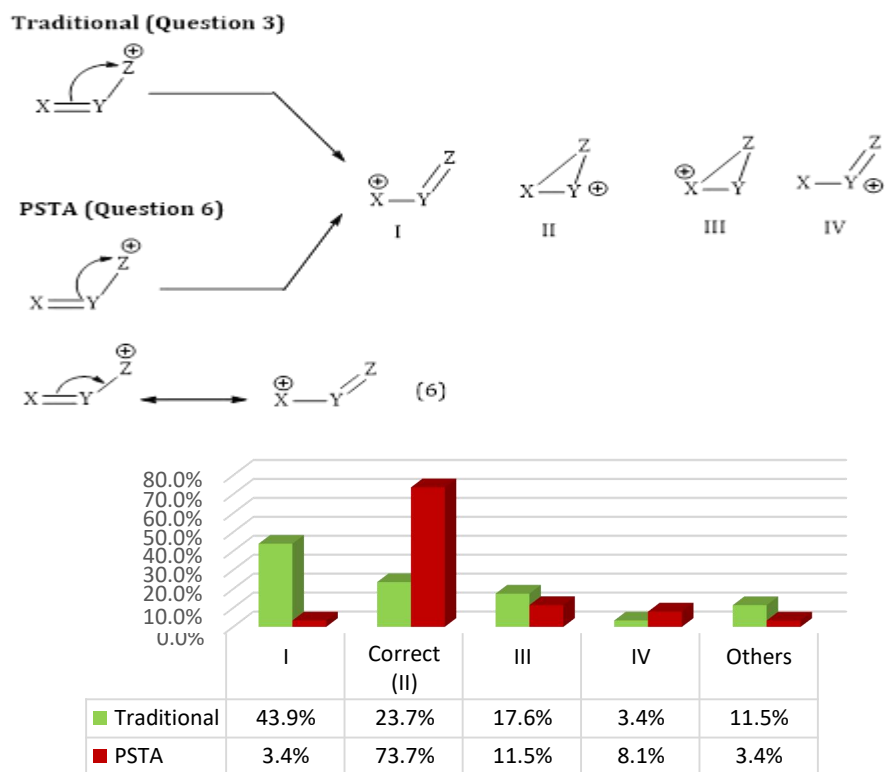 Traditional (Question 3)
⊕
Z
X Y
Z Z Z Z
⊕ ⊕
X Y X Y ⊕ X Y X Y ⊕
I II III IV
PSTA (Question 6)
⊕
Z
X Y
⊕
Z Z
⊕
X Y X Y (6)
80.0%
70.0%
60.0%
50.0%
40.0%
30.0%
20.0%
10.0%
0.0%
I Correct (II) III IV Others
Traditional 43.9% 23.7% 17.6% 3.4% 11.5%
PSTA 3.4% 73.7% 11.5% 8.1% 3.4%